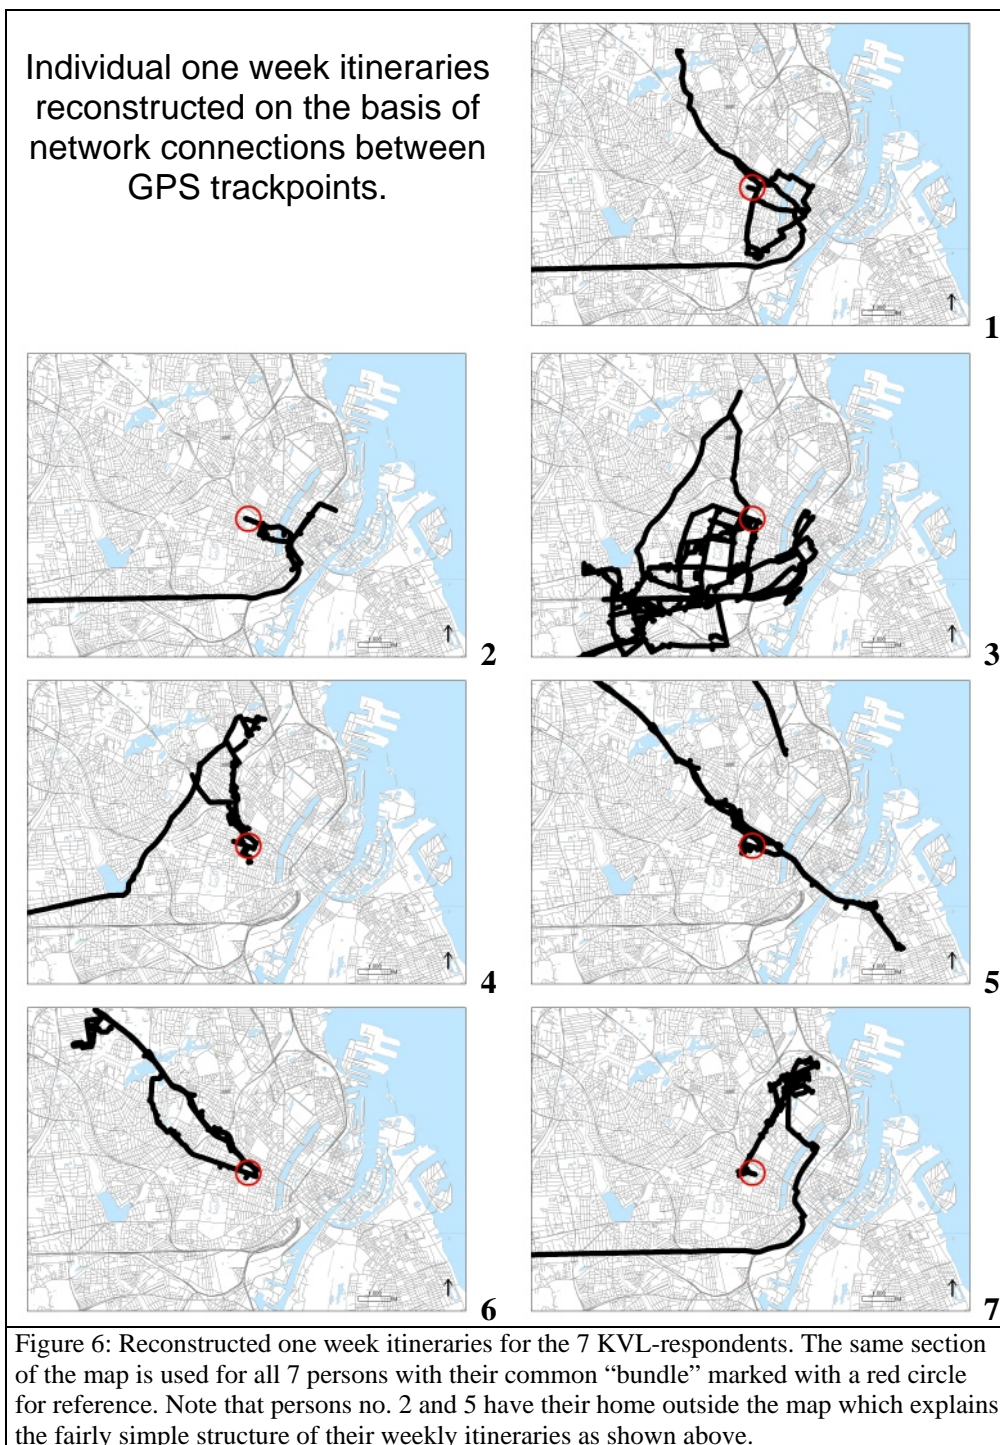 Individual one week itineraries
reconstructed on the basis of
network connections between
GPS trackpoints.
1
2
3
4
5
6
7
Figure 6: Reconstructed one week itineraries for the 7 KVL-respondents. The same section
of the map is used for all 7 persons with their common “bundle” marked with a red circle
for reference. Note that persons no. 2 and 5 have their home outside the map which explains
the fairly simple structure of their weekly itineraries as shown above.